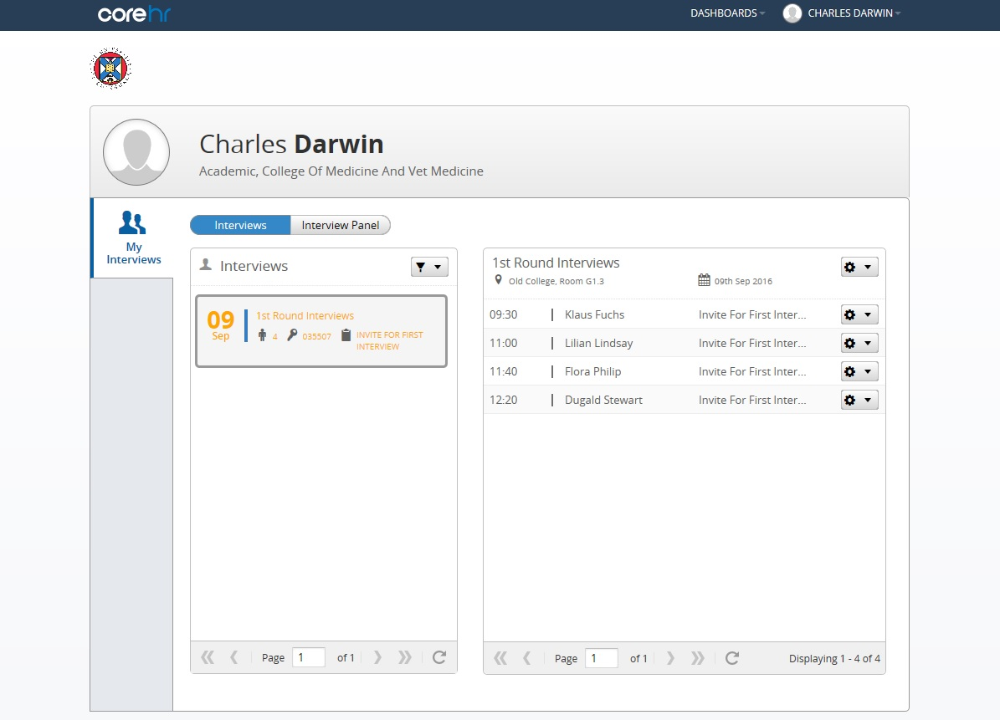 corehr
DASHBOARDS
CHARLES DARWIN
Charles Darwin
Academic, College Of Medicine And Vet Medicine
My
Interviews
Interviews
Interview Panel
Interviews
09
Sep
1st Round Interviews
4
035507
INVITE FOR FIRST
INTERVIEW
Page 1 of 1
1st Round Interviews
Old College, Room G1.3
09th Sep 2016
09:30 Klaus Fuchs Invite For First Inter...
11:00 Lilian Lindsay Invite For First Inter...
11:40 Flora Philip Invite For First Inter...
12:20 Dugald Stewart Invite For First Inter...
Page 1 of 1
Displaying 1 - 4 of 4